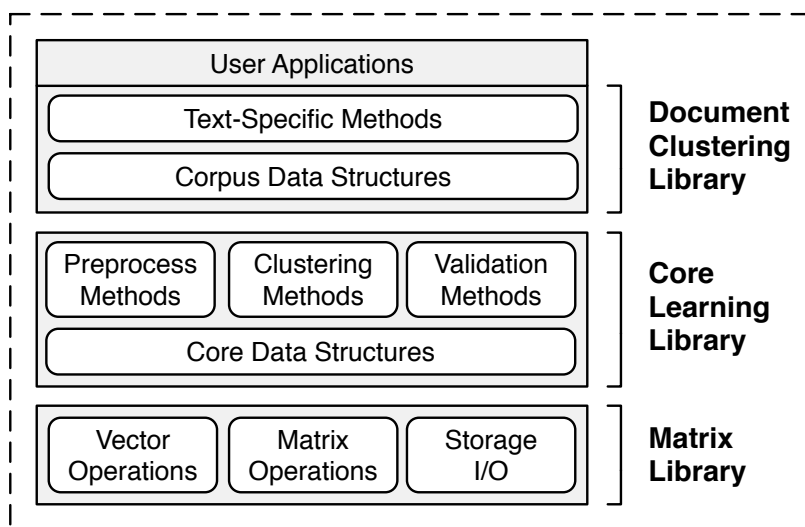 User Applications
Text-Specific Methods
Corpus Data Structures
Document
Clustering
Library
Preprocess
Methods
Clustering
Methods
Validation
Methods
Core Data Structures
Core
Learning
Library
Vector
Operations
Matrix
Operations
Storage
I/O
Matrix
Library